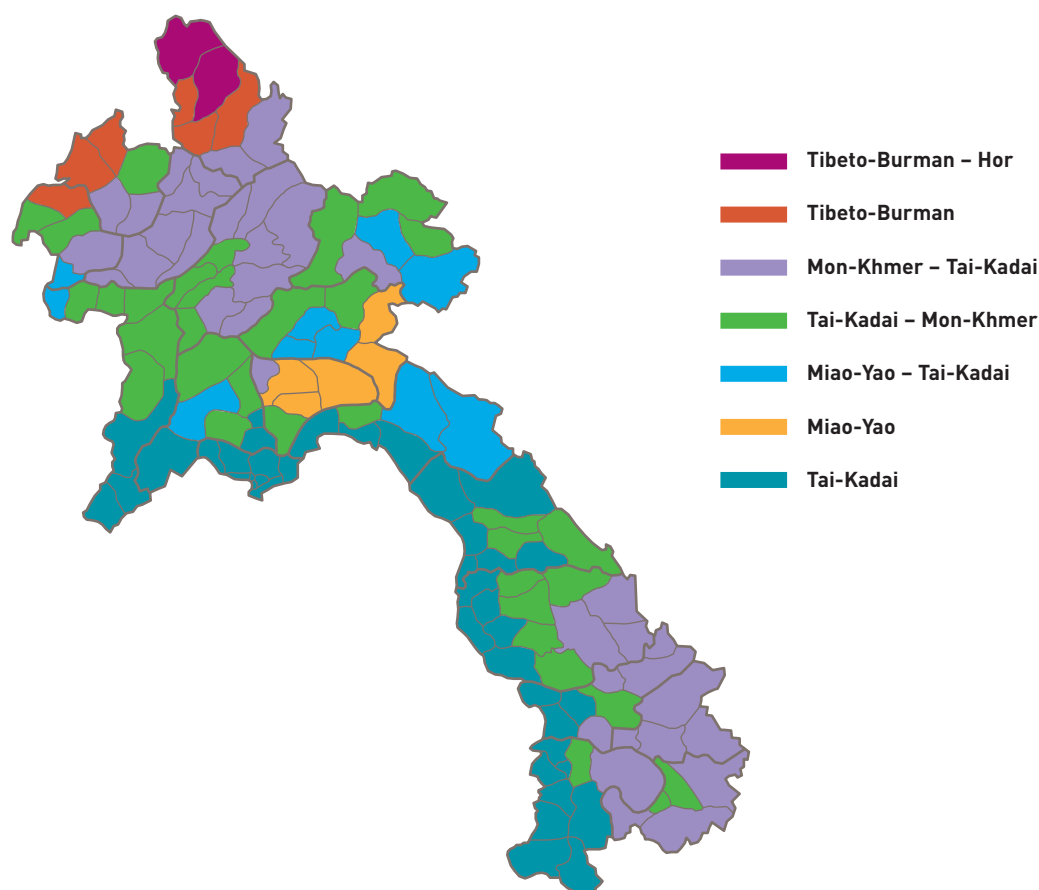 Tibeto-Burman – Hor
Tibeto-Burman
Mon-Khmer – Tai-Kadai
Tai-Kadai – Mon-Khmer
Miao-Yao – Tai-Kadai
Miao-Yao
Tai-Kadai